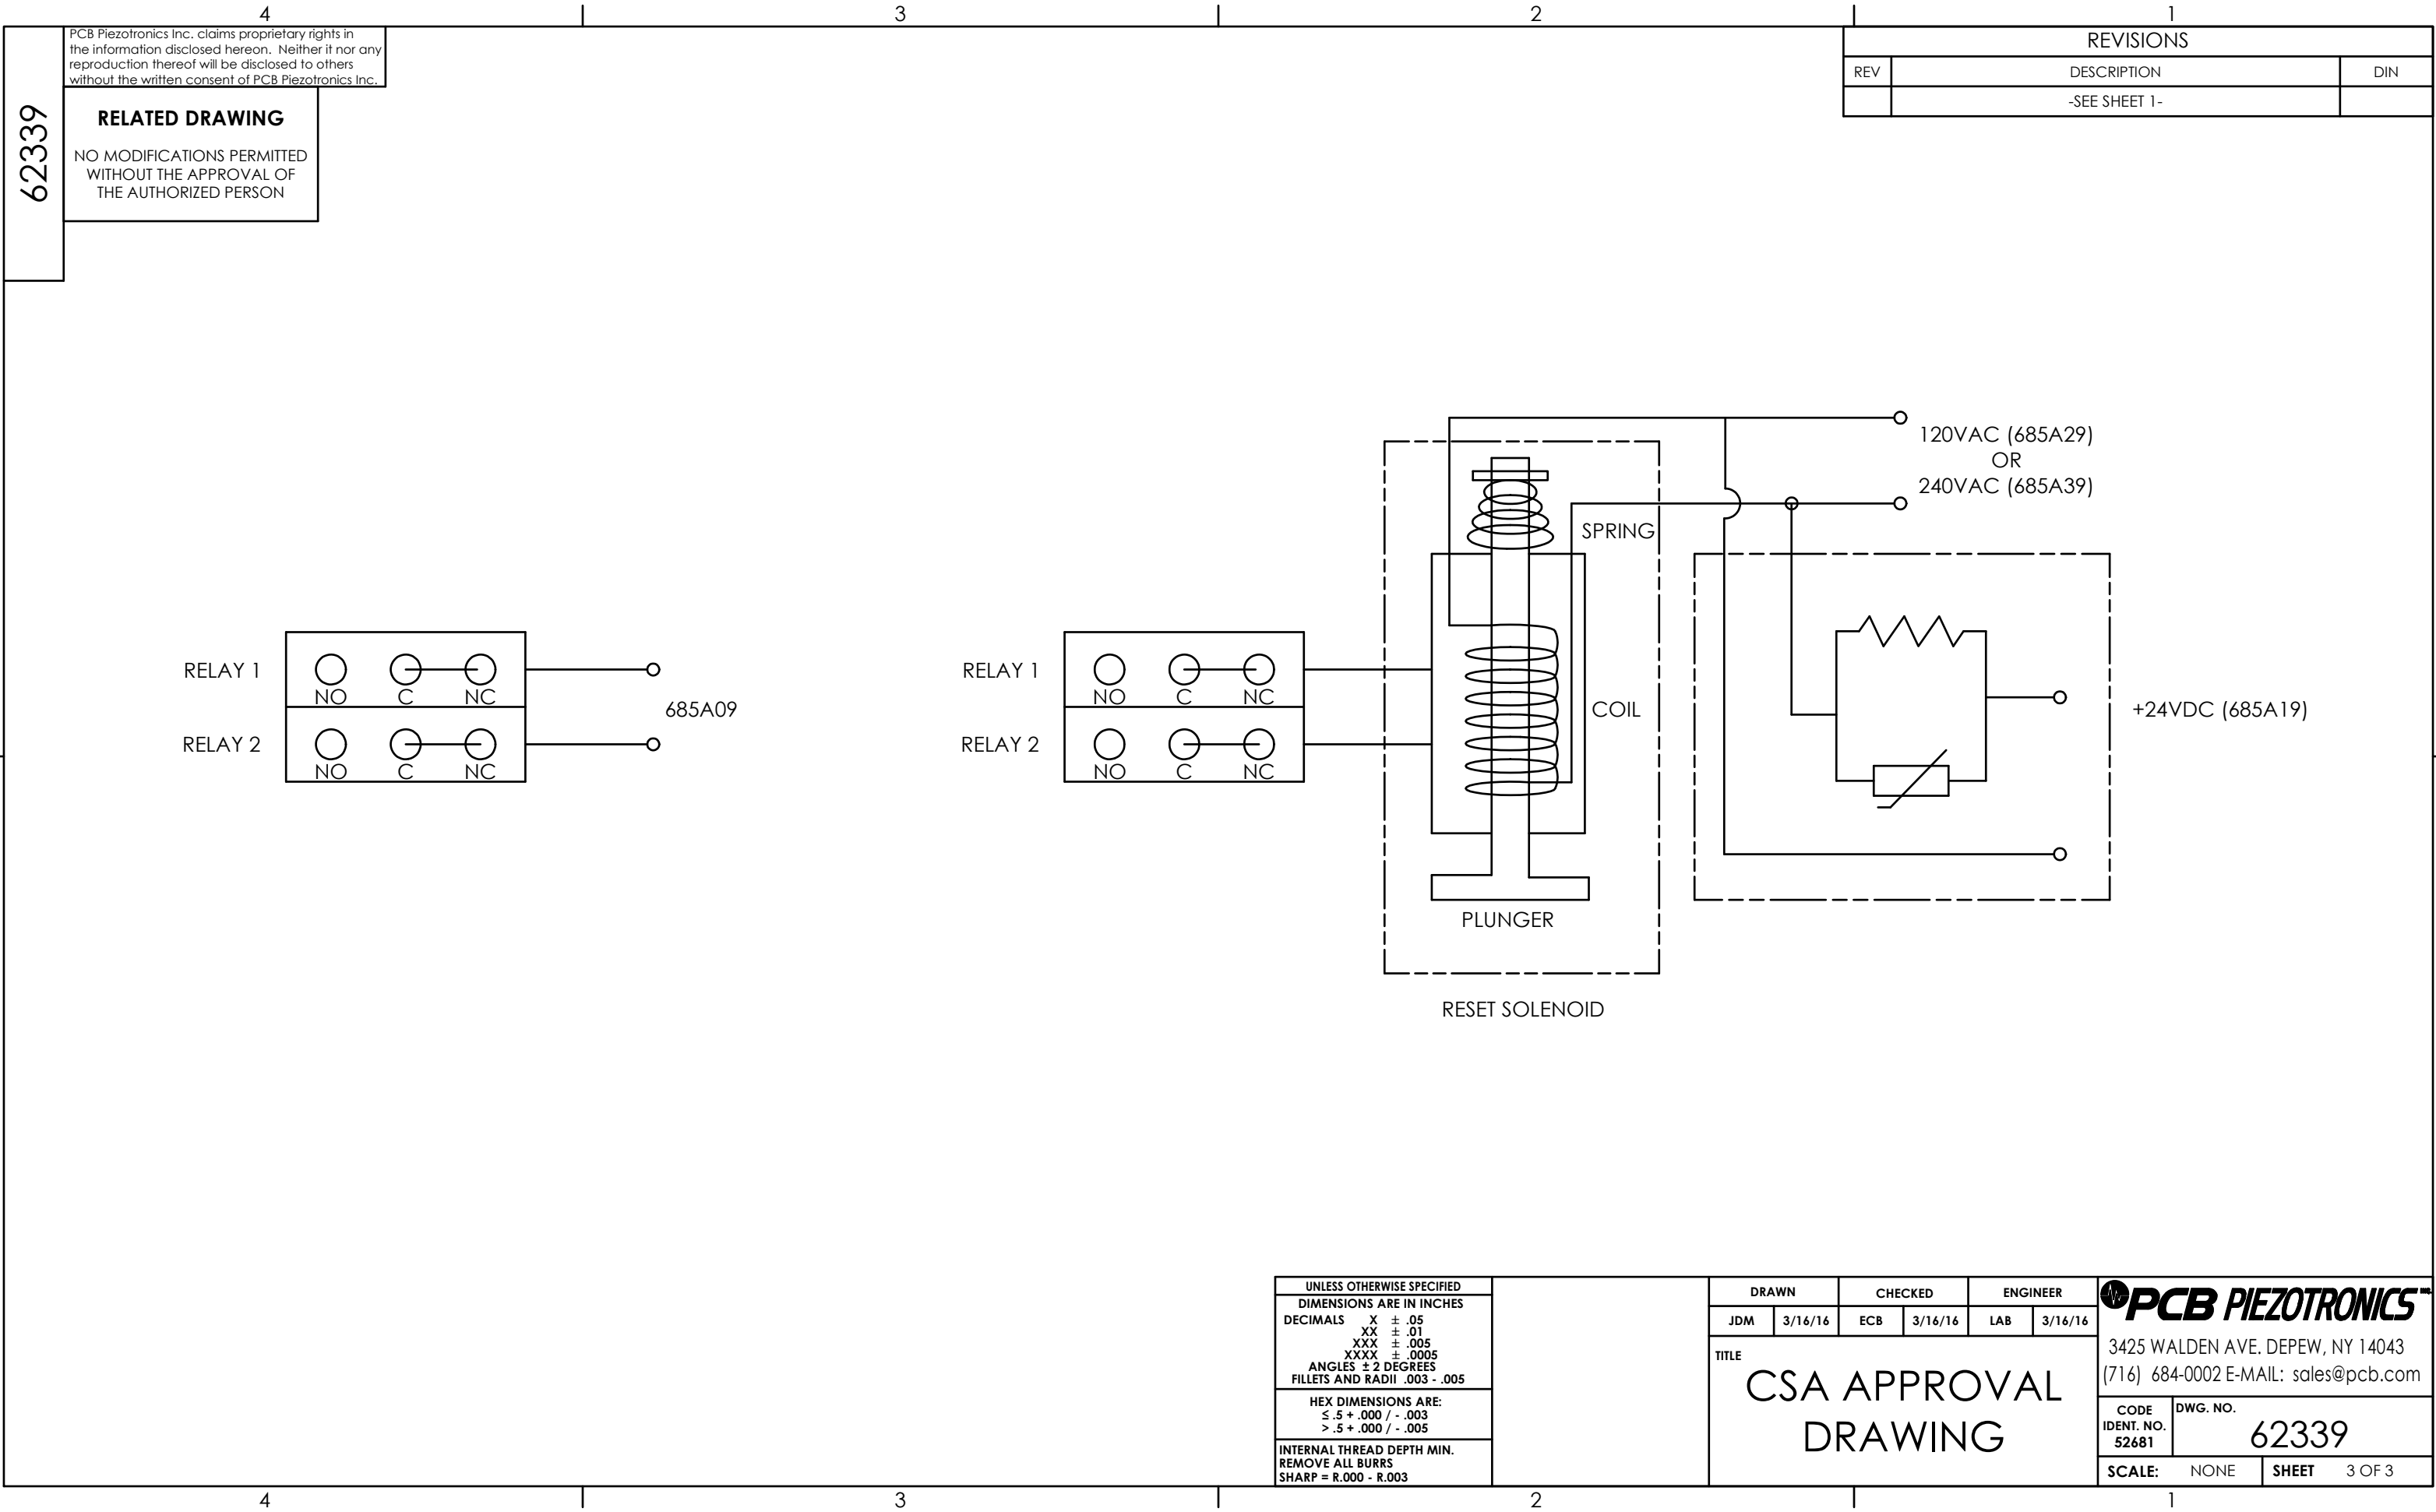 4 3 2 1
PCB Piezotronics Inc. claims proprietary rights in
the information disclosed hereon. Neither it nor any
reproduction thereof will be disclosed to others
without the written consent of PCB Piezotronics Inc.
62339
RELATED DRAWING
NO MODIFICATIONS PERMITTED
WITHOUT THE APPROVAL OF
THE AUTHORIZED PERSON
REVISIONS
REV DESCRIPTION DIN
-SEE SHEET 1-
RELAY 1
NO C NC
RELAY 2
NO C NC
685A09
RELAY 1
NO C NC
RELAY 2
NO C NC
SPRING
COIL
PLUNGER
RESET SOLENOID
120VAC (685A29)
OR
240VAC (685A39)
+24VDC (685A19)
UNLESS OTHERWISE SPECIFIED
DIMENSIONS ARE IN INCHES
DECIMALS X ± .05
XX ± .01
XXX ± .005
XXXX ± .0005
ANGLES ± 2 DEGREES
FILLETS AND RADII .003 - .005
HEX DIMENSIONS ARE:
≤ .5 + .000 / - .003
> .5 + .000 / - .005
INTERNAL THREAD DEPTH MIN.
REMOVE ALL BURRS
SHARP = R.000 - R.003
DRAWN CHECKED ENGINEER
JDM 3/16/16 ECB 3/16/16 LAB 3/16/16
TITLE
CSA APPROVAL
DRAWING
PCB PIEZOTRONICS™
3425 WALDEN AVE. DEPEW, NY 14043
(716) 684-0002 E-MAIL: sales@pcb.com
CODE
IDENT. NO.
52681
DWG. NO.
62339
SCALE: NONE SHEET 3 OF 3
4 3 2 1